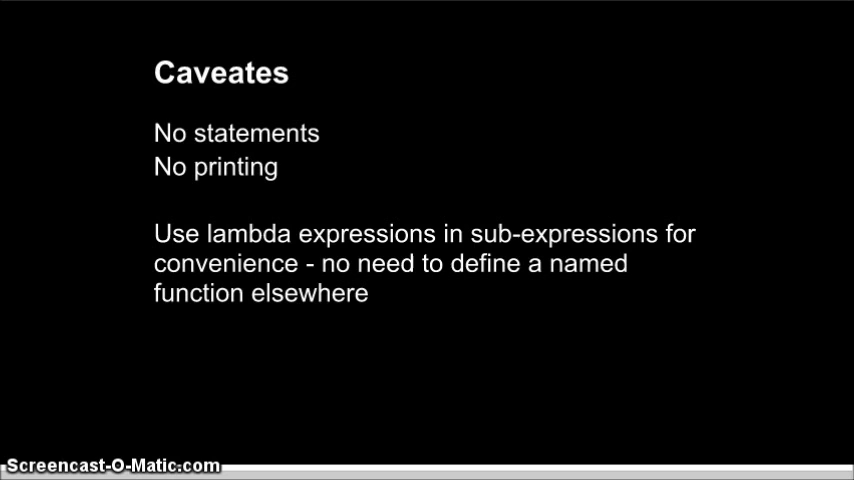 Caveates
No statements
No printing
Use lambda expressions in sub-expressions for
convenience - no need to define a named
function elsewhere
Screencast-O-Matic.com